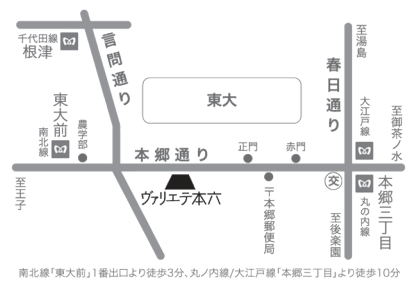 千代田線
根津
言問通り
東大
春日通り
至湯島
東大前
南北線
農学部
本郷通り
正門
赤門
大江戸線
至御茶ノ水
至王子
ヴァリエテ本六
〒本郷郵便局
交
至後楽園
丸の内線
本郷三丁目
南北線「東大前」1番出口より徒歩3分、丸ノ内線/大江戸線「本郷三丁目」より徒歩10分